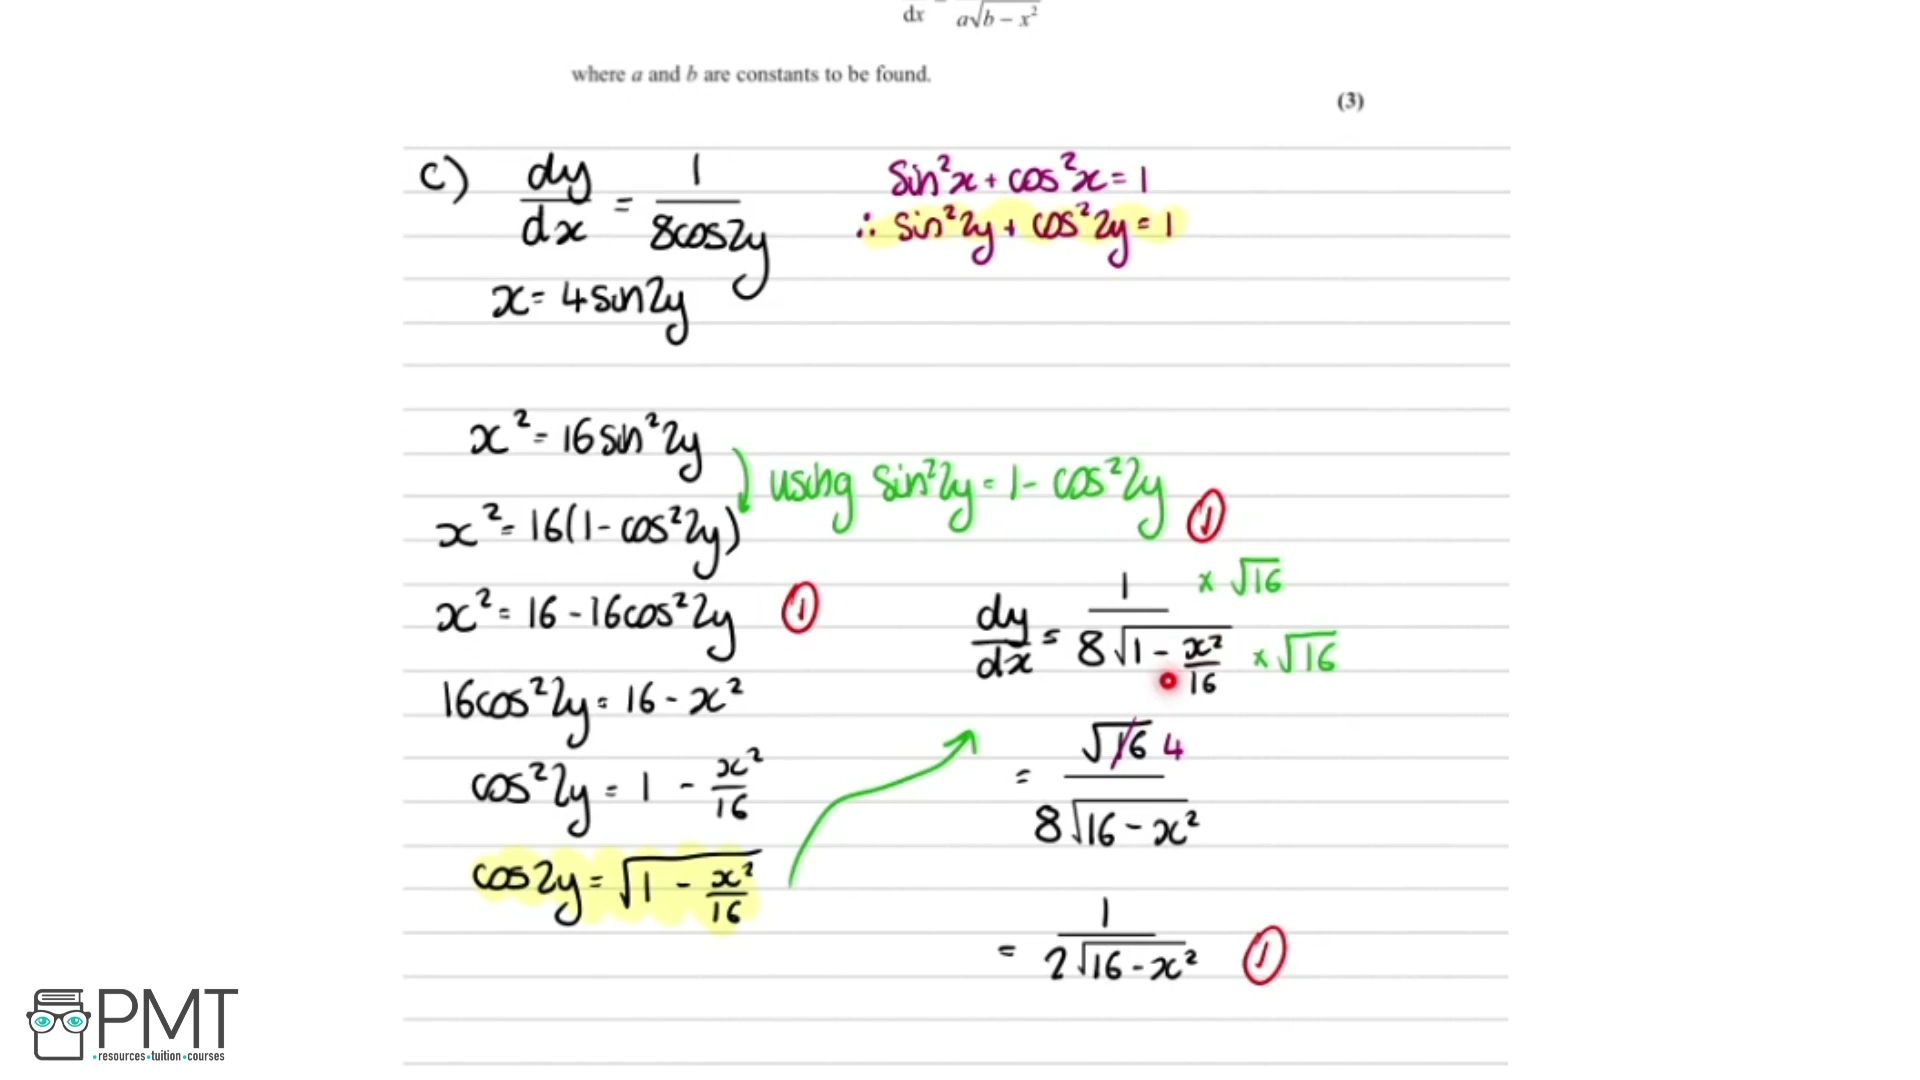 dx a√b − x²
where a and b are constants to be found.
(3)
c) dy/dx = 1/8cos2y
x = 4sin2y
sin²x + cos²x = 1
∴ sin²2y + cos²2y = 1
x² = 16sin²2y
using sin²2y = 1 - cos²2y
x² = 16(1 - cos²2y)
1
x² = 16 - 16cos²2y 1
16cos²2y = 16 - x²
cos²2y = 1 - x²/16
cos2y = √1 - x²/16
dy/dx = 1/8√1 - x²/16 × √16 × √16
= √16 4/8√16 - x²
= 1/2√16 - x² 1
PMT
•resources•tuition•courses